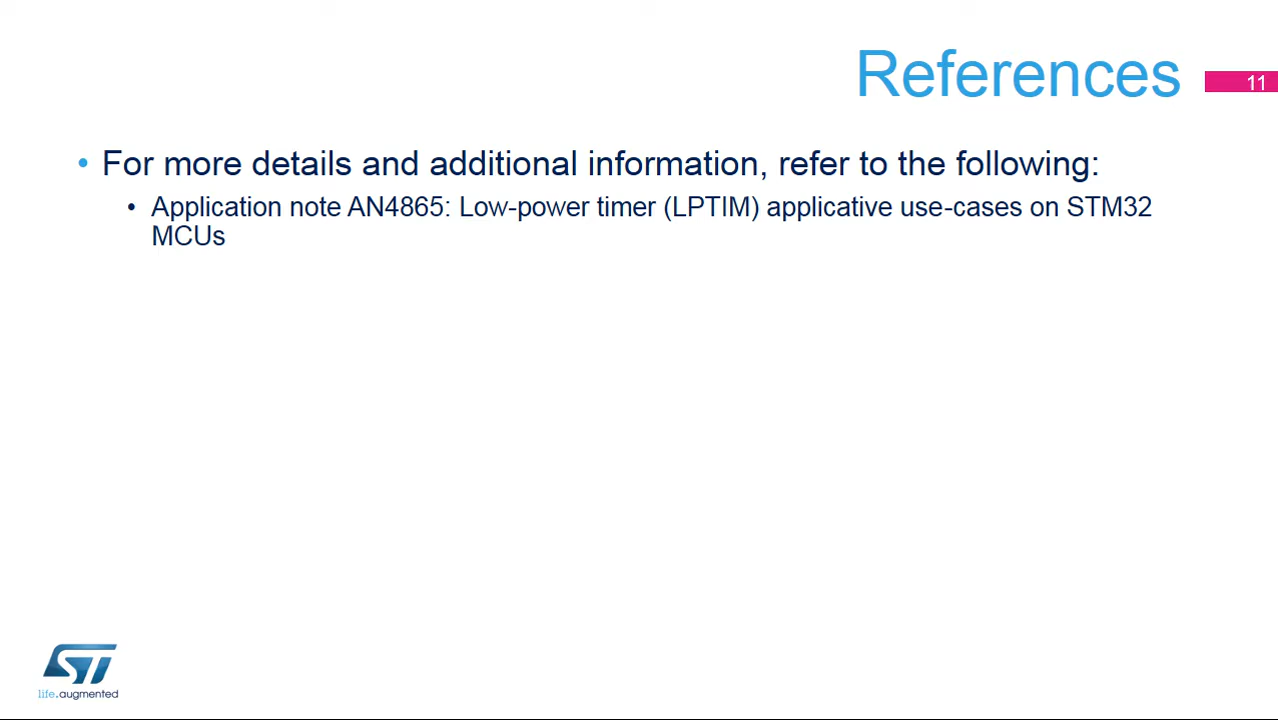 References
11
• For more details and additional information, refer to the following:
• Application note AN4865: Low-power timer (LPTIM) applicative use-cases on STM32
MCUs
ST
life.augmented